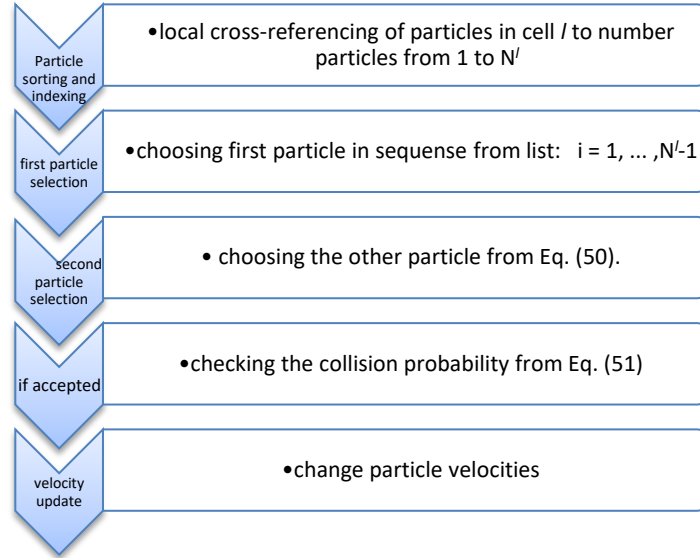 Particle
sorting and
indexing
•local cross-referencing of particles in cell l to number
particles from 1 to Nˡ
first particle
selection
•choosing first particle in sequense from list: i = 1, ... ,Nˡ-1
second
particle
selection
• choosing the other particle from Eq. (50).
if accepted
•checking the collision probability from Eq. (51)
velocity
update
•change particle velocities